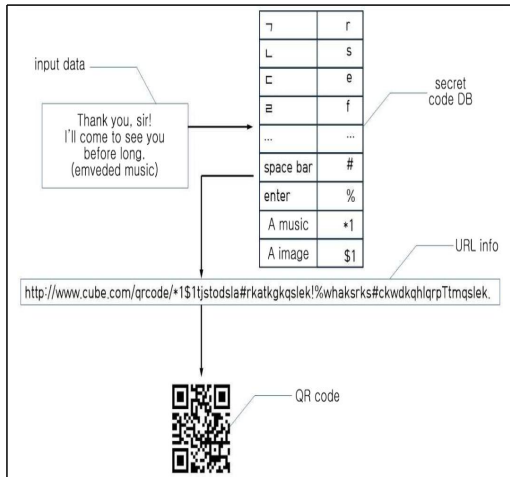 input data
Thank you, sir!
I'll come to see you
before long.
(emveded music)
ㄱ r
ㄴ s
ㄷ e
ㄹ f
... ...
space bar #
enter %
A music *1
A image $1
secret
code DB
URL info
http://www.cube.com/qrcode/*1$1tjstodsla#rkatkgkqslek!%whaksrks#ckwdkqhlqrpTtmqslek.
QR code